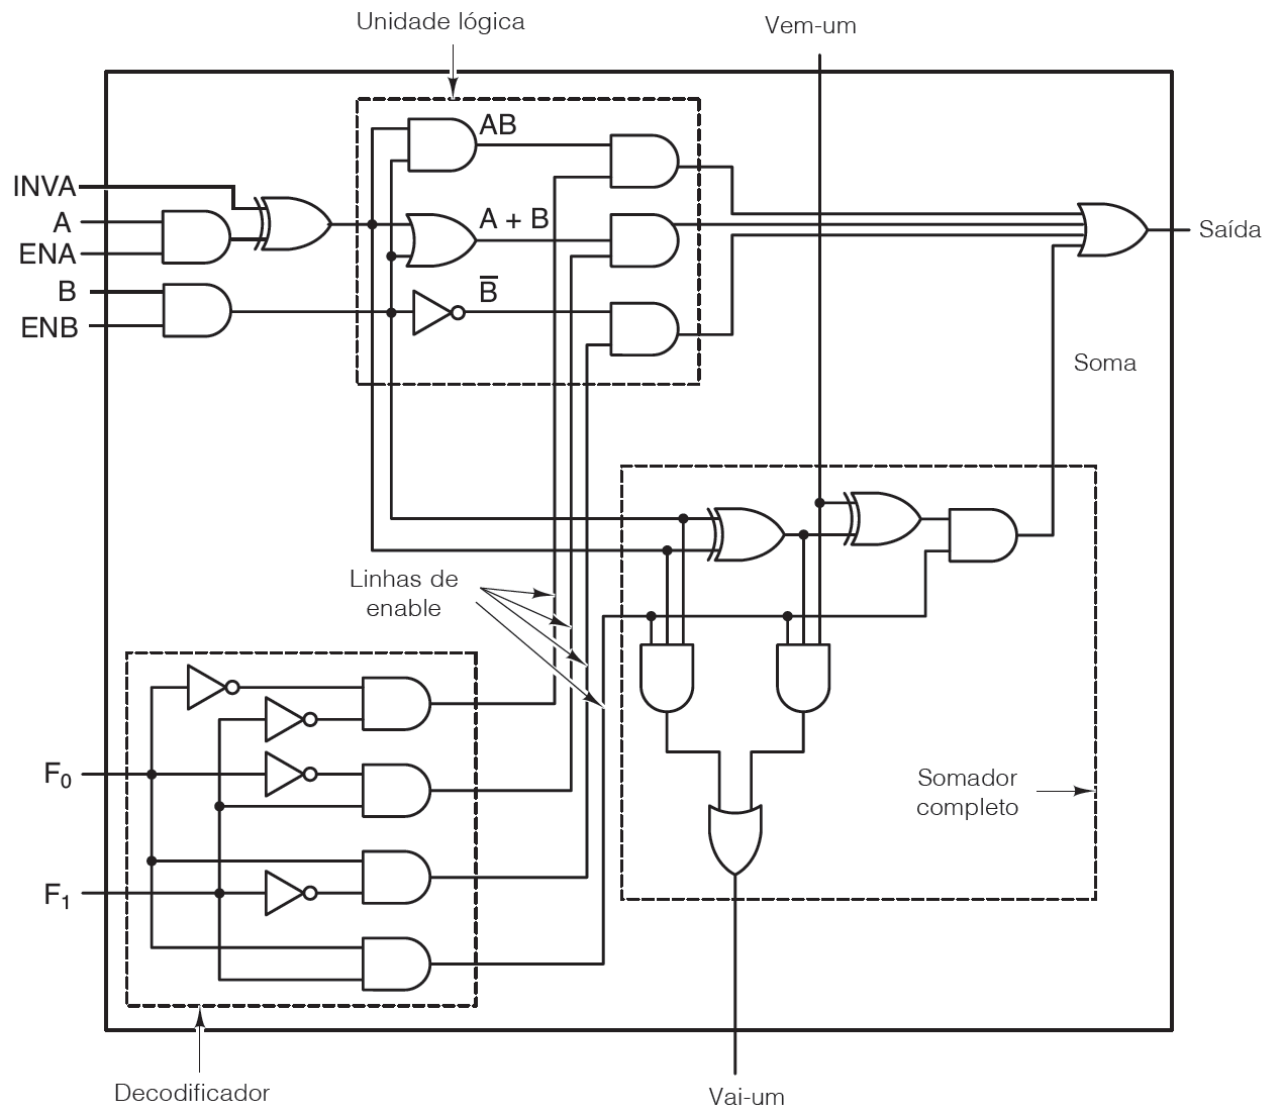 Unidade lógica
Vem-um
AB
INVA
A
ENA
A + B
Saída
B
B̅
ENB
Soma
Linhas de
enable
F₀
Somador
completo
F₁
Decodificador
Vai-um